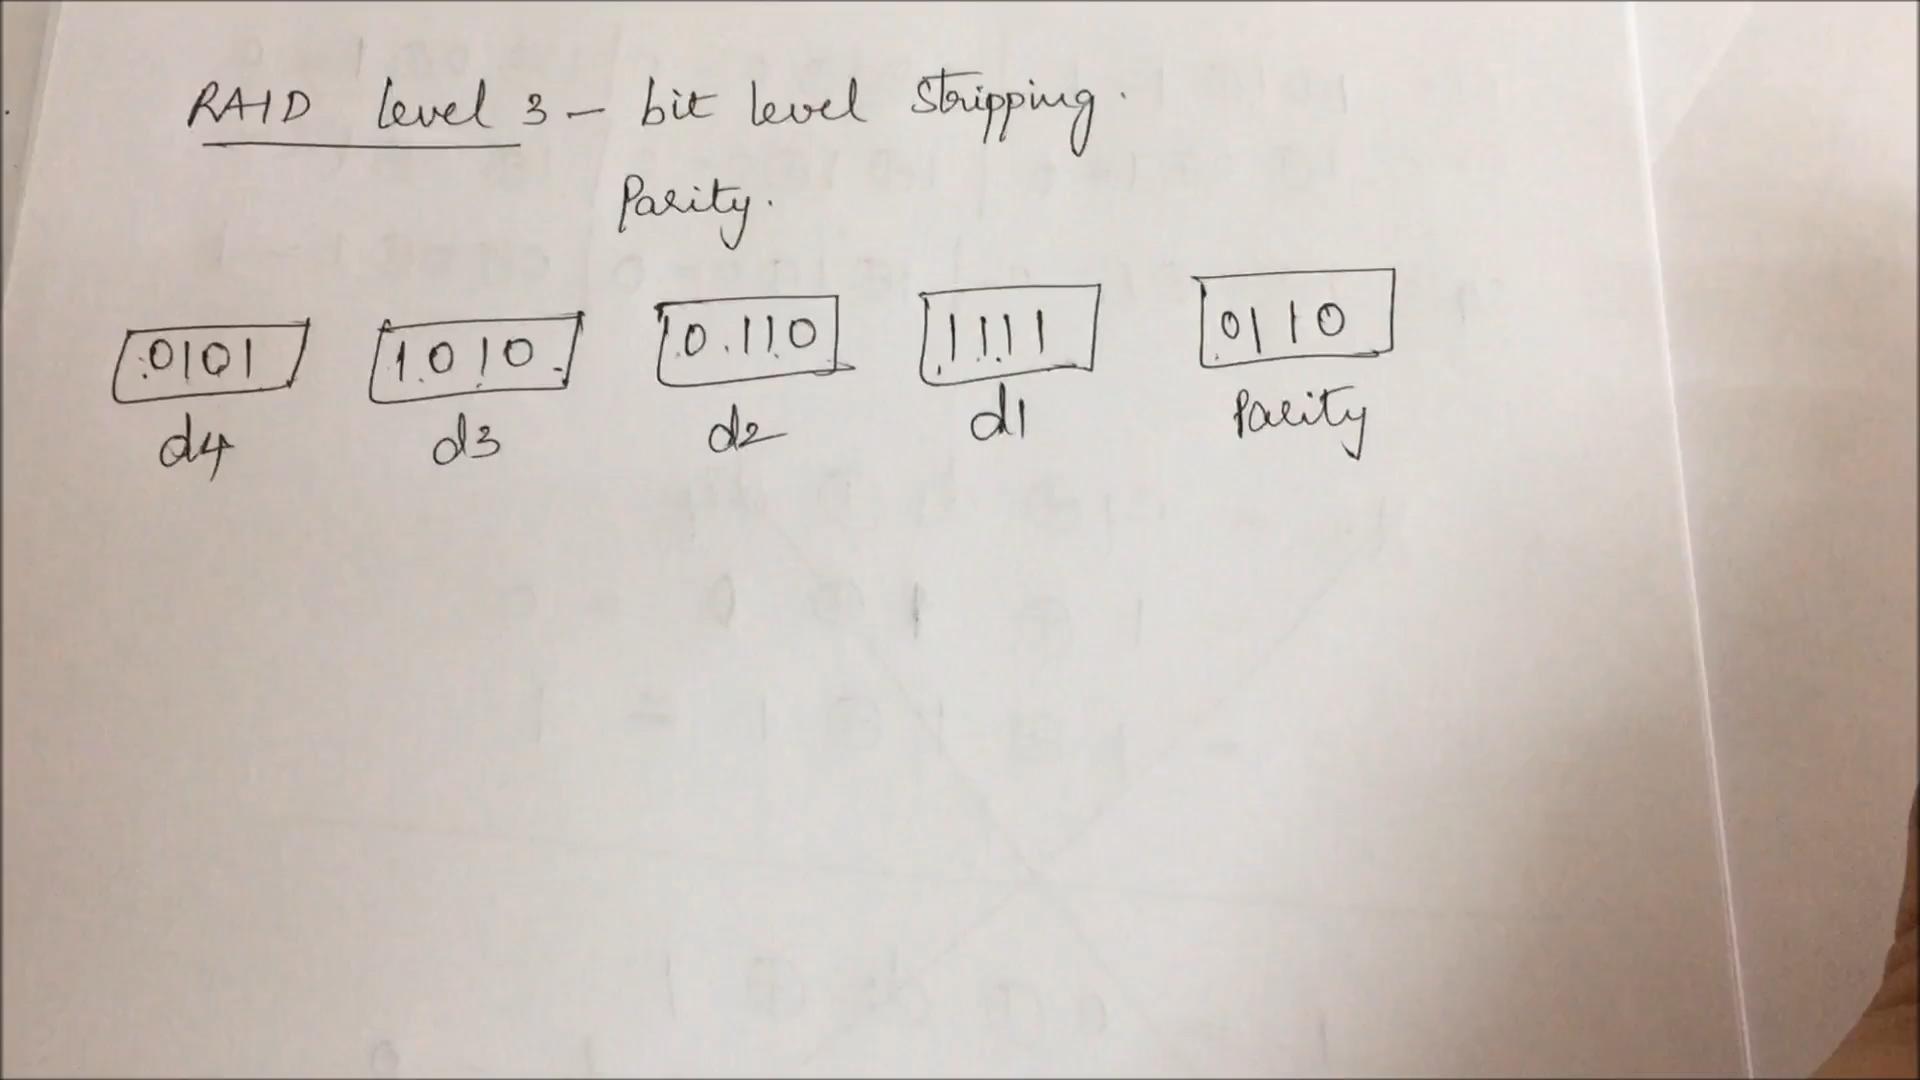 RAID level 3 - bit level Stripping.
Parity.
0101 1010 0110 1111 0110
d4 d3 d2 d1 Parity